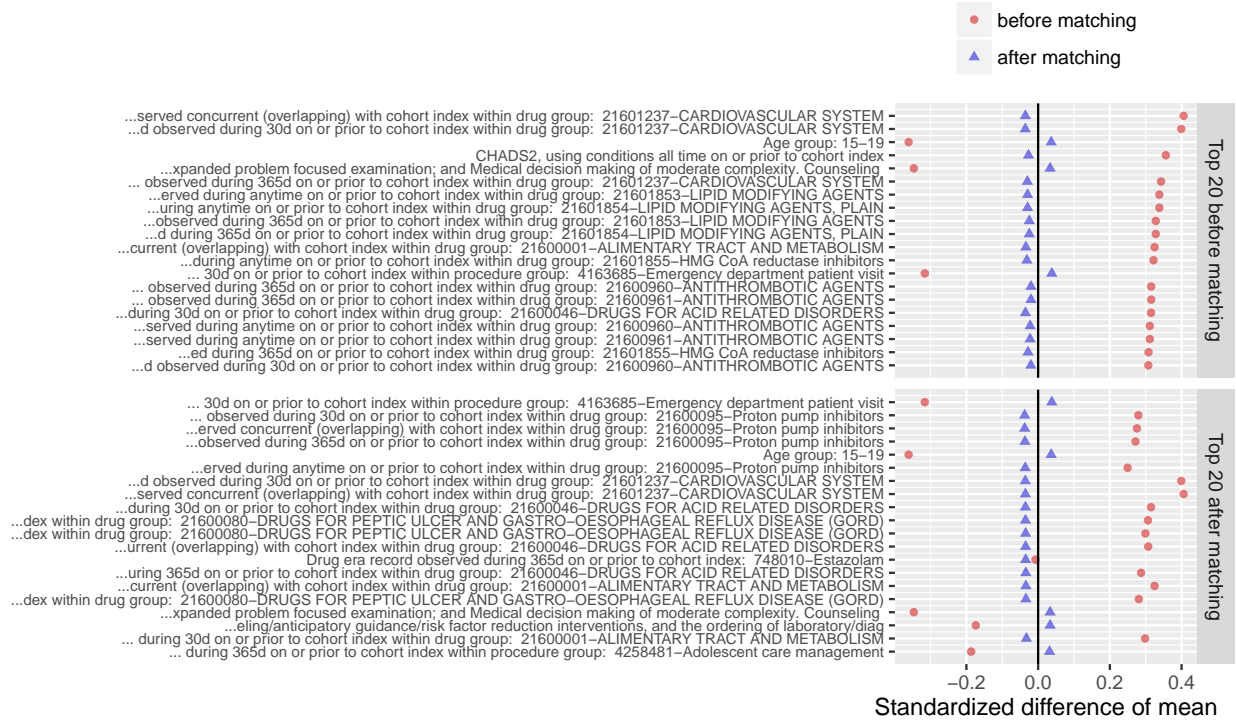 before matching
after matching
...served concurrent (overlapping) with cohort index within drug group: 21601237−CARDIOVASCULAR SYSTEM
...d observed during 30d on or prior to cohort index within drug group: 21601237−CARDIOVASCULAR SYSTEM
Age group: 15−19
CHADS2, using conditions all time on or prior to cohort index
...xpanded problem focused examination; and Medical decision making of moderate complexity. Counseling
... observed during 365d on or prior to cohort index within drug group: 21601237−CARDIOVASCULAR SYSTEM
...erved during anytime on or prior to cohort index within drug group: 21601853−LIPID MODIFYING AGENTS
...uring anytime on or prior to cohort index within drug group: 21601854−LIPID MODIFYING AGENTS, PLAIN
...observed during 365d on or prior to cohort index within drug group: 21601853−LIPID MODIFYING AGENTS
...d during 365d on or prior to cohort index within drug group: 21601854−LIPID MODIFYING AGENTS, PLAIN
...current (overlapping) with cohort index within drug group: 21600001−ALIMENTARY TRACT AND METABOLISM
...during anytime on or prior to cohort index within drug group: 21601855−HMG CoA reductase inhibitors
... 30d on or prior to cohort index within procedure group: 4163685−Emergency department patient visit
... observed during 365d on or prior to cohort index within drug group: 21600960−ANTITHROMBOTIC AGENTS
... observed during 365d on or prior to cohort index within drug group: 21600961−ANTITHROMBOTIC AGENTS
...during 30d on or prior to cohort index within drug group: 21600046−DRUGS FOR ACID RELATED DISORDERS
...served during anytime on or prior to cohort index within drug group: 21600960−ANTITHROMBOTIC AGENTS
...served during anytime on or prior to cohort index within drug group: 21600961−ANTITHROMBOTIC AGENTS
...ed during 365d on or prior to cohort index within drug group: 21601855−HMG CoA reductase inhibitors
...d observed during 30d on or prior to cohort index within drug group: 21600960−ANTITHROMBOTIC AGENTS
Top 20 before matching
... 30d on or prior to cohort index within procedure group: 4163685−Emergency department patient visit
... observed during 30d on or prior to cohort index within drug group: 21600095−Proton pump inhibitors
...erved concurrent (overlapping) with cohort index within drug group: 21600095−Proton pump inhibitors
...observed during 365d on or prior to cohort index within drug group: 21600095−Proton pump inhibitors
Age group: 15−19
...erved during anytime on or prior to cohort index within drug group: 21600095−Proton pump inhibitors
...d observed during 30d on or prior to cohort index within drug group: 21601237−CARDIOVASCULAR SYSTEM
...served concurrent (overlapping) with cohort index within drug group: 21601237−CARDIOVASCULAR SYSTEM
...during 30d on or prior to cohort index within drug group: 21600046−DRUGS FOR ACID RELATED DISORDERS
...dex within drug group: 21600080−DRUGS FOR PEPTIC ULCER AND GASTRO−OESOPHAGEAL REFLUX DISEASE (GORD)
...dex within drug group: 21600080−DRUGS FOR PEPTIC ULCER AND GASTRO−OESOPHAGEAL REFLUX DISEASE (GORD)
...urrent (overlapping) with cohort index within drug group: 21600046−DRUGS FOR ACID RELATED DISORDERS
Drug era record observed during 365d on or prior to cohort index: 748010−Estazolam
...uring 365d on or prior to cohort index within drug group: 21600046−DRUGS FOR ACID RELATED DISORDERS
...current (overlapping) with cohort index within drug group: 21600001−ALIMENTARY TRACT AND METABOLISM
...dex within drug group: 21600080−DRUGS FOR PEPTIC ULCER AND GASTRO−OESOPHAGEAL REFLUX DISEASE (GORD)
...xpanded problem focused examination; and Medical decision making of moderate complexity. Counseling
...eling/anticipatory guidance/risk factor reduction interventions, and the ordering of laboratory/diag
... during 30d on or prior to cohort index within drug group: 21600001−ALIMENTARY TRACT AND METABOLISM
... during 365d on or prior to cohort index within procedure group: 4258481−Adolescent care management
Top 20 after matching
−0.2 0.0 0.2 0.4
Standardized difference of mean